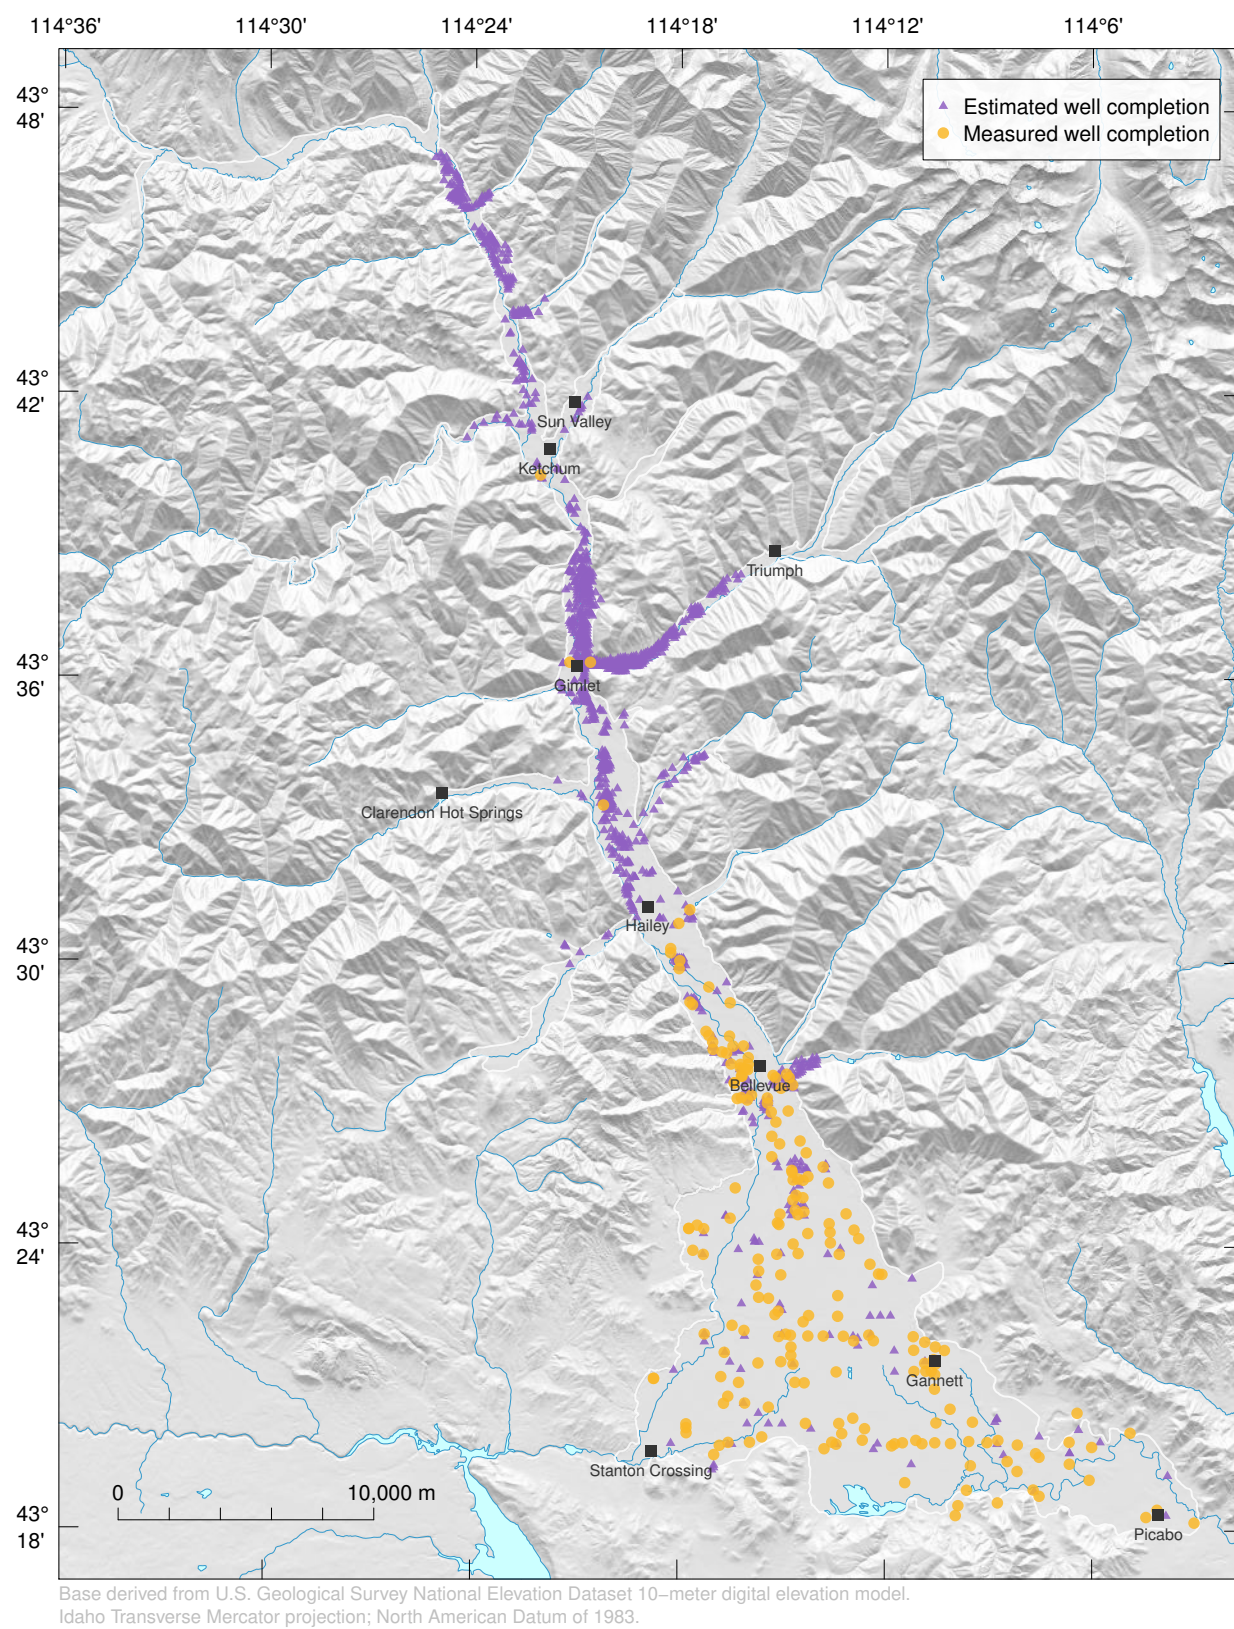 114°36' 114°30' 114°24' 114°18' 114°12' 114°6'
43°
48'
Estimated well completion
Measured well completion
43°
42'
Sun Valley
Ketchum
Triumph
43°
36'
Gimlet
Clarendon Hot Springs
Hailey
43°
30'
Bellevue
43°
24'
Gannett
Stanton Crossing
0 10,000 m
43°
18'
Picabo
Base derived from U.S. Geological Survey National Elevation Dataset 10−meter digital elevation model.
Idaho Transverse Mercator projection; North American Datum of 1983.